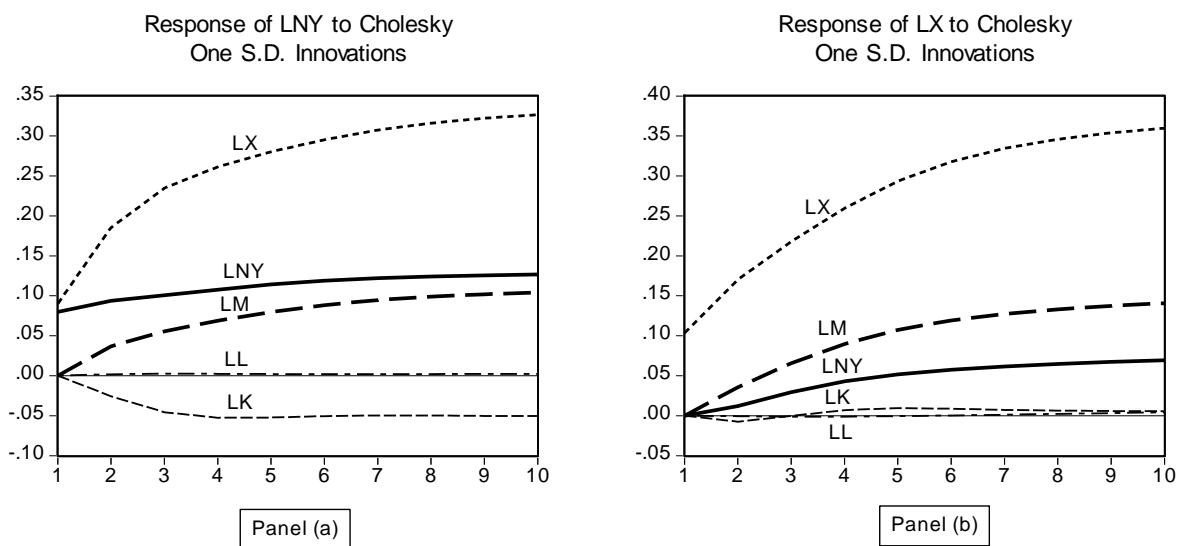 Response of LNY to Cholesky
One S.D. Innovations
.35
.30
.25
.20
.15
.10
.05
.00
-.05
-.10
LX
LNY
LM
LL
LK
1 2 3 4 5 6 7 8 9 10
Panel (a)
Response of LX to Cholesky
One S.D. Innovations
.40
.35
.30
.25
.20
.15
.10
.05
.00
-.05
LX
LM
LNY
LK
LL
1 2 3 4 5 6 7 8 9 10
Panel (b)